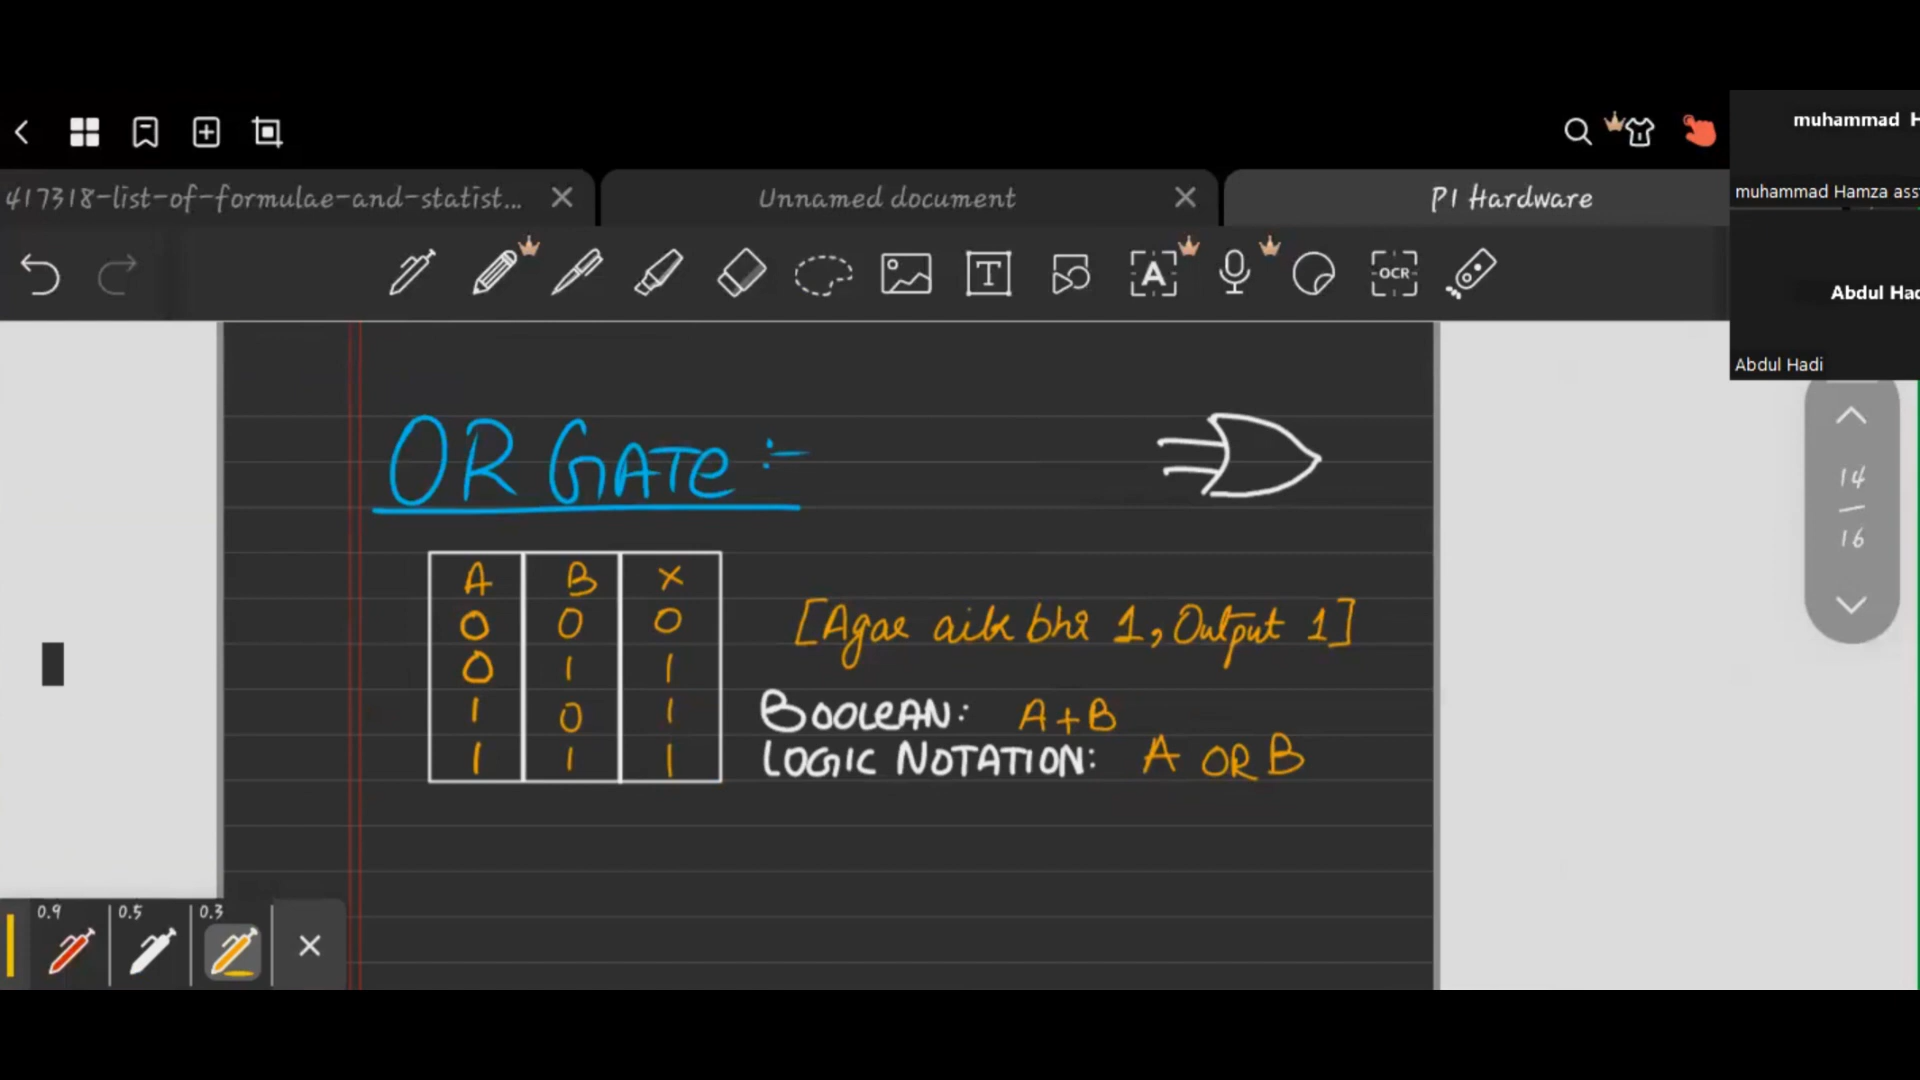 muhammad H
muhammad Hamza ass
417318-list-of-formulae-and-statist...
Unnamed document
P1 Hardware
T
A
OCR
Abdul Had
Abdul Hadi
OR GATE :-
14
16
A B X
0 0 0
0 1 1
1 0 1
1 1 1
[Agar aik bhi 1, Output 1]
BOOLEAN: A+B
LOGIC NOTATION: A OR B
0.9 0.5 0.3